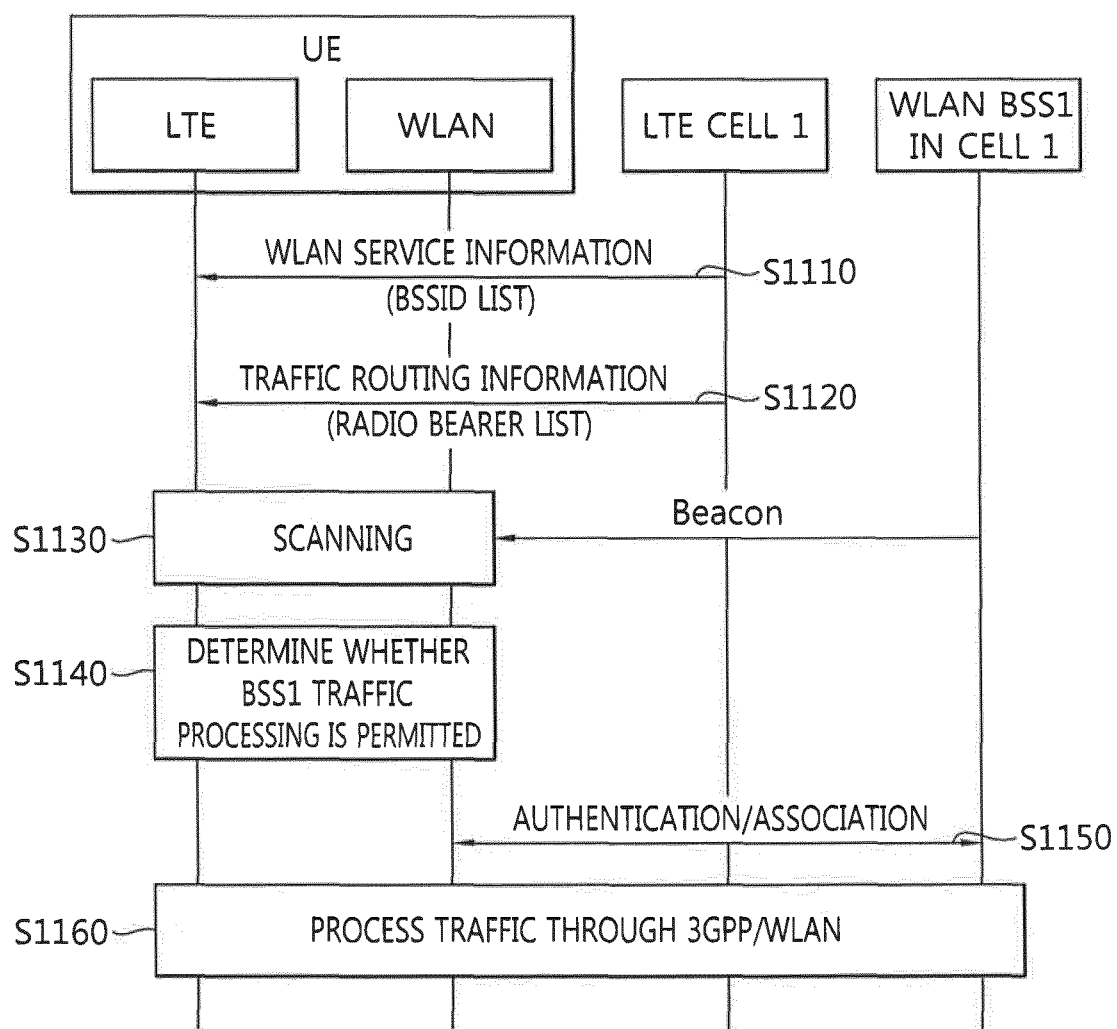 UE
LTE
WLAN
LTE CELL 1
WLAN BSS1
IN CELL 1
WLAN SERVICE INFORMATION
(BSSID LIST)
S1110
TRAFFIC ROUTING INFORMATION
(RADIO BEARER LIST)
S1120
S1130
SCANNING
Beacon
S1140
DETERMINE WHETHER
BSS1 TRAFFIC
PROCESSING IS PERMITTED
AUTHENTICATION/ASSOCIATION
S1150
S1160
PROCESS TRAFFIC THROUGH 3GPP/WLAN